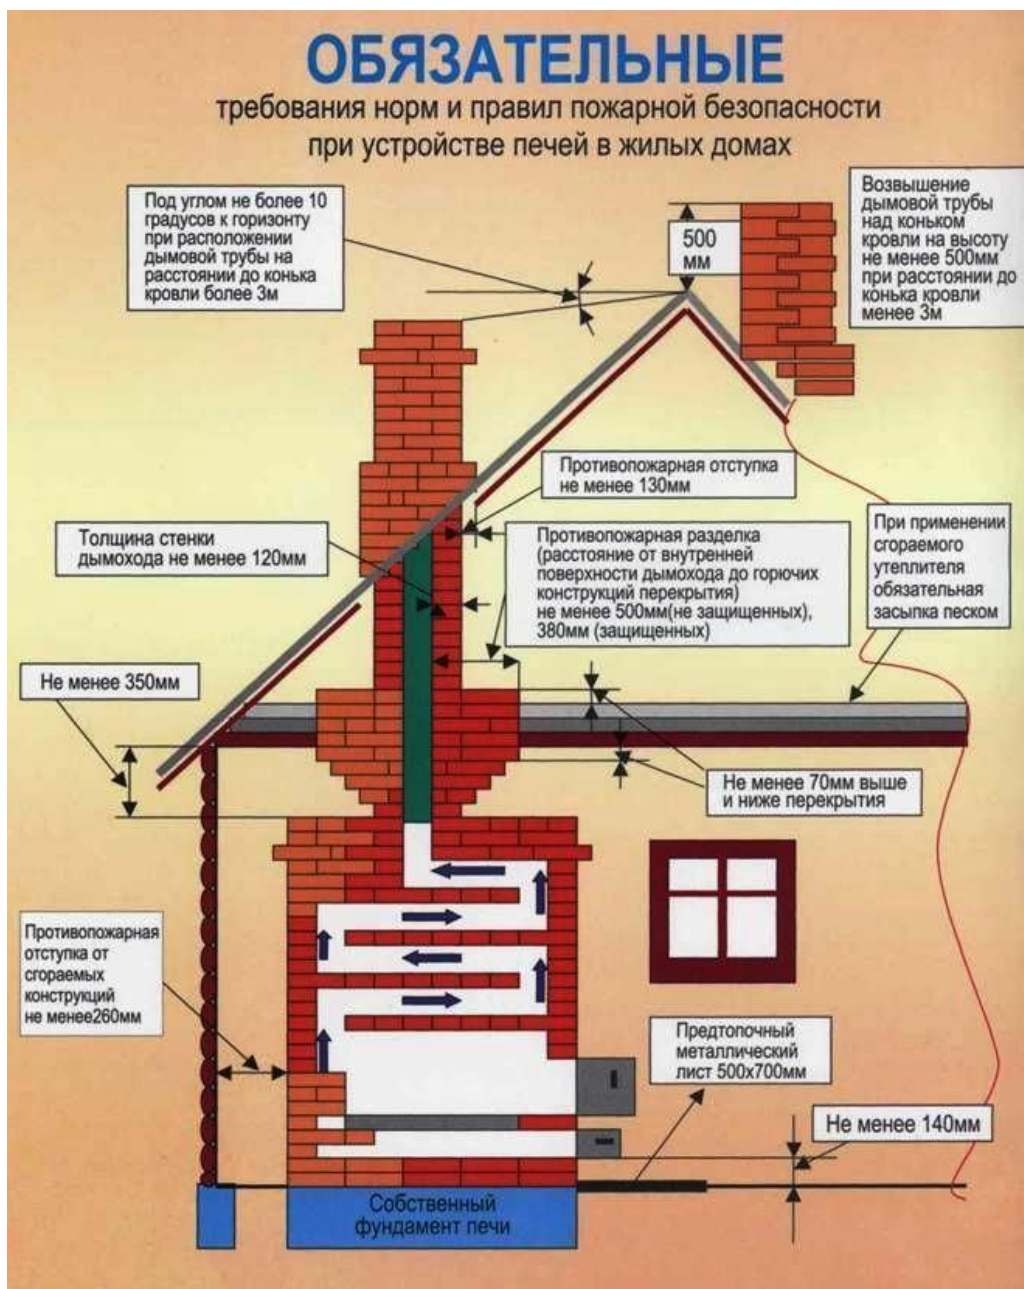 ОБЯЗАТЕЛЬНЫЕ
требования норм и правил пожарной безопасности
при устройстве печей в жилых домах
Под углом не более 10
градусов к горизонту
при расположении
дымовой трубы на
расстоянии до конька
кровли более 3м
500
мм
Возвышение
дымовой трубы
над коньком
кровли на высоту
не менее 500мм
при расстоянии до
конька кровли
менее 3м
Противопожарная отступка
не менее 130мм
Толщина стенки
дымохода не менее 120мм
Противопожарная разделка
(расстояние от внутренней
поверхности дымохода до горючих
конструкций перекрытия)
не менее 500мм(не защищенных),
380мм (защищенных)
При применении
сгораемого
утеплителя
обязательная
засыпка песком
Не менее 350мм
Не менее 70мм выше
и ниже перекрытия
Противопожарная
отступка от
сгораемых
конструкций
не менее260мм
Предтопочный
металлический
лист 500х700мм
Не менее 140мм
Собственный
фундамент печи